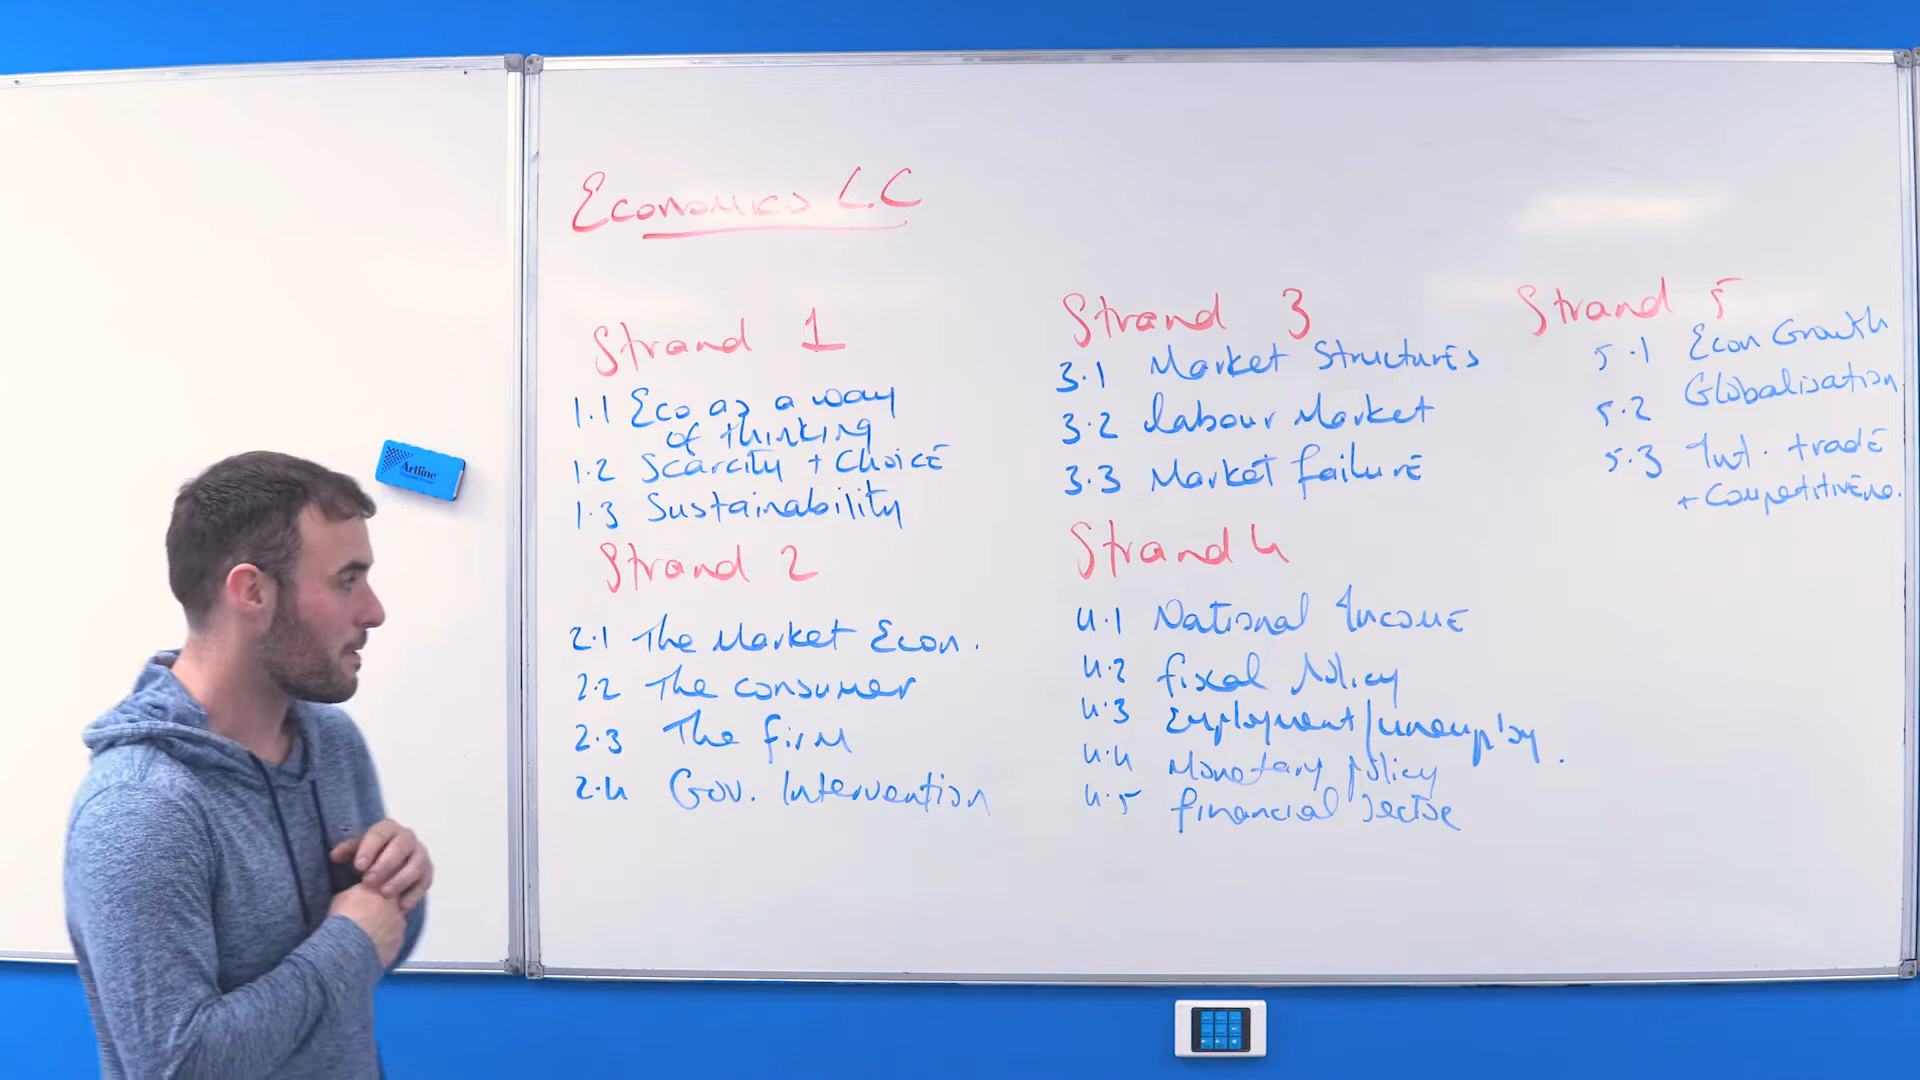 Economics LC
Strand 1
1.1 Eco as a way
of thinking
1.2 Scarcity + Choice
1.3 Sustainability
Strand 2
2.1 The Market Econ.
2.2 The consumer
2.3 The firm
2.4 Gov. Intervention
Strand 3
3.1 Market Structures
3.2 Labour Market
3.3 Market failure
Strand 4
4.1 National Income
4.2 fiscal Policy
4.3 Employment/unemp'
4.4 Monetary policy
4.5 financial sector
Strand 5
5.1 Econ Growth
5.2 Globalisation
5.3 Int. trade
Artline